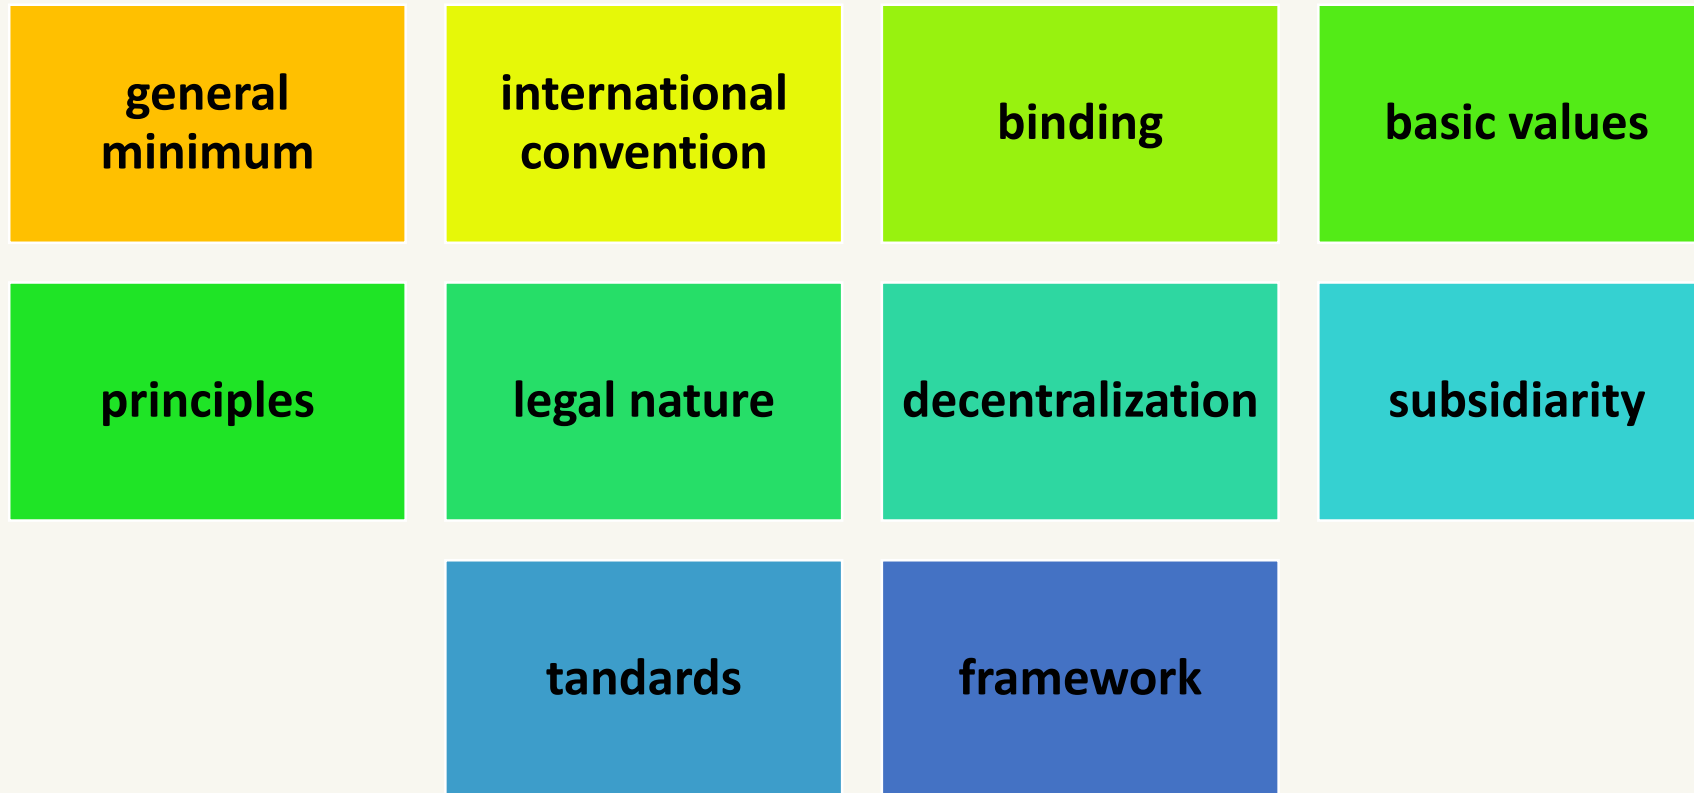 general
minimum
international
convention
binding
basic values
principles
legal nature
decentralization
subsidiarity
tandards
framework